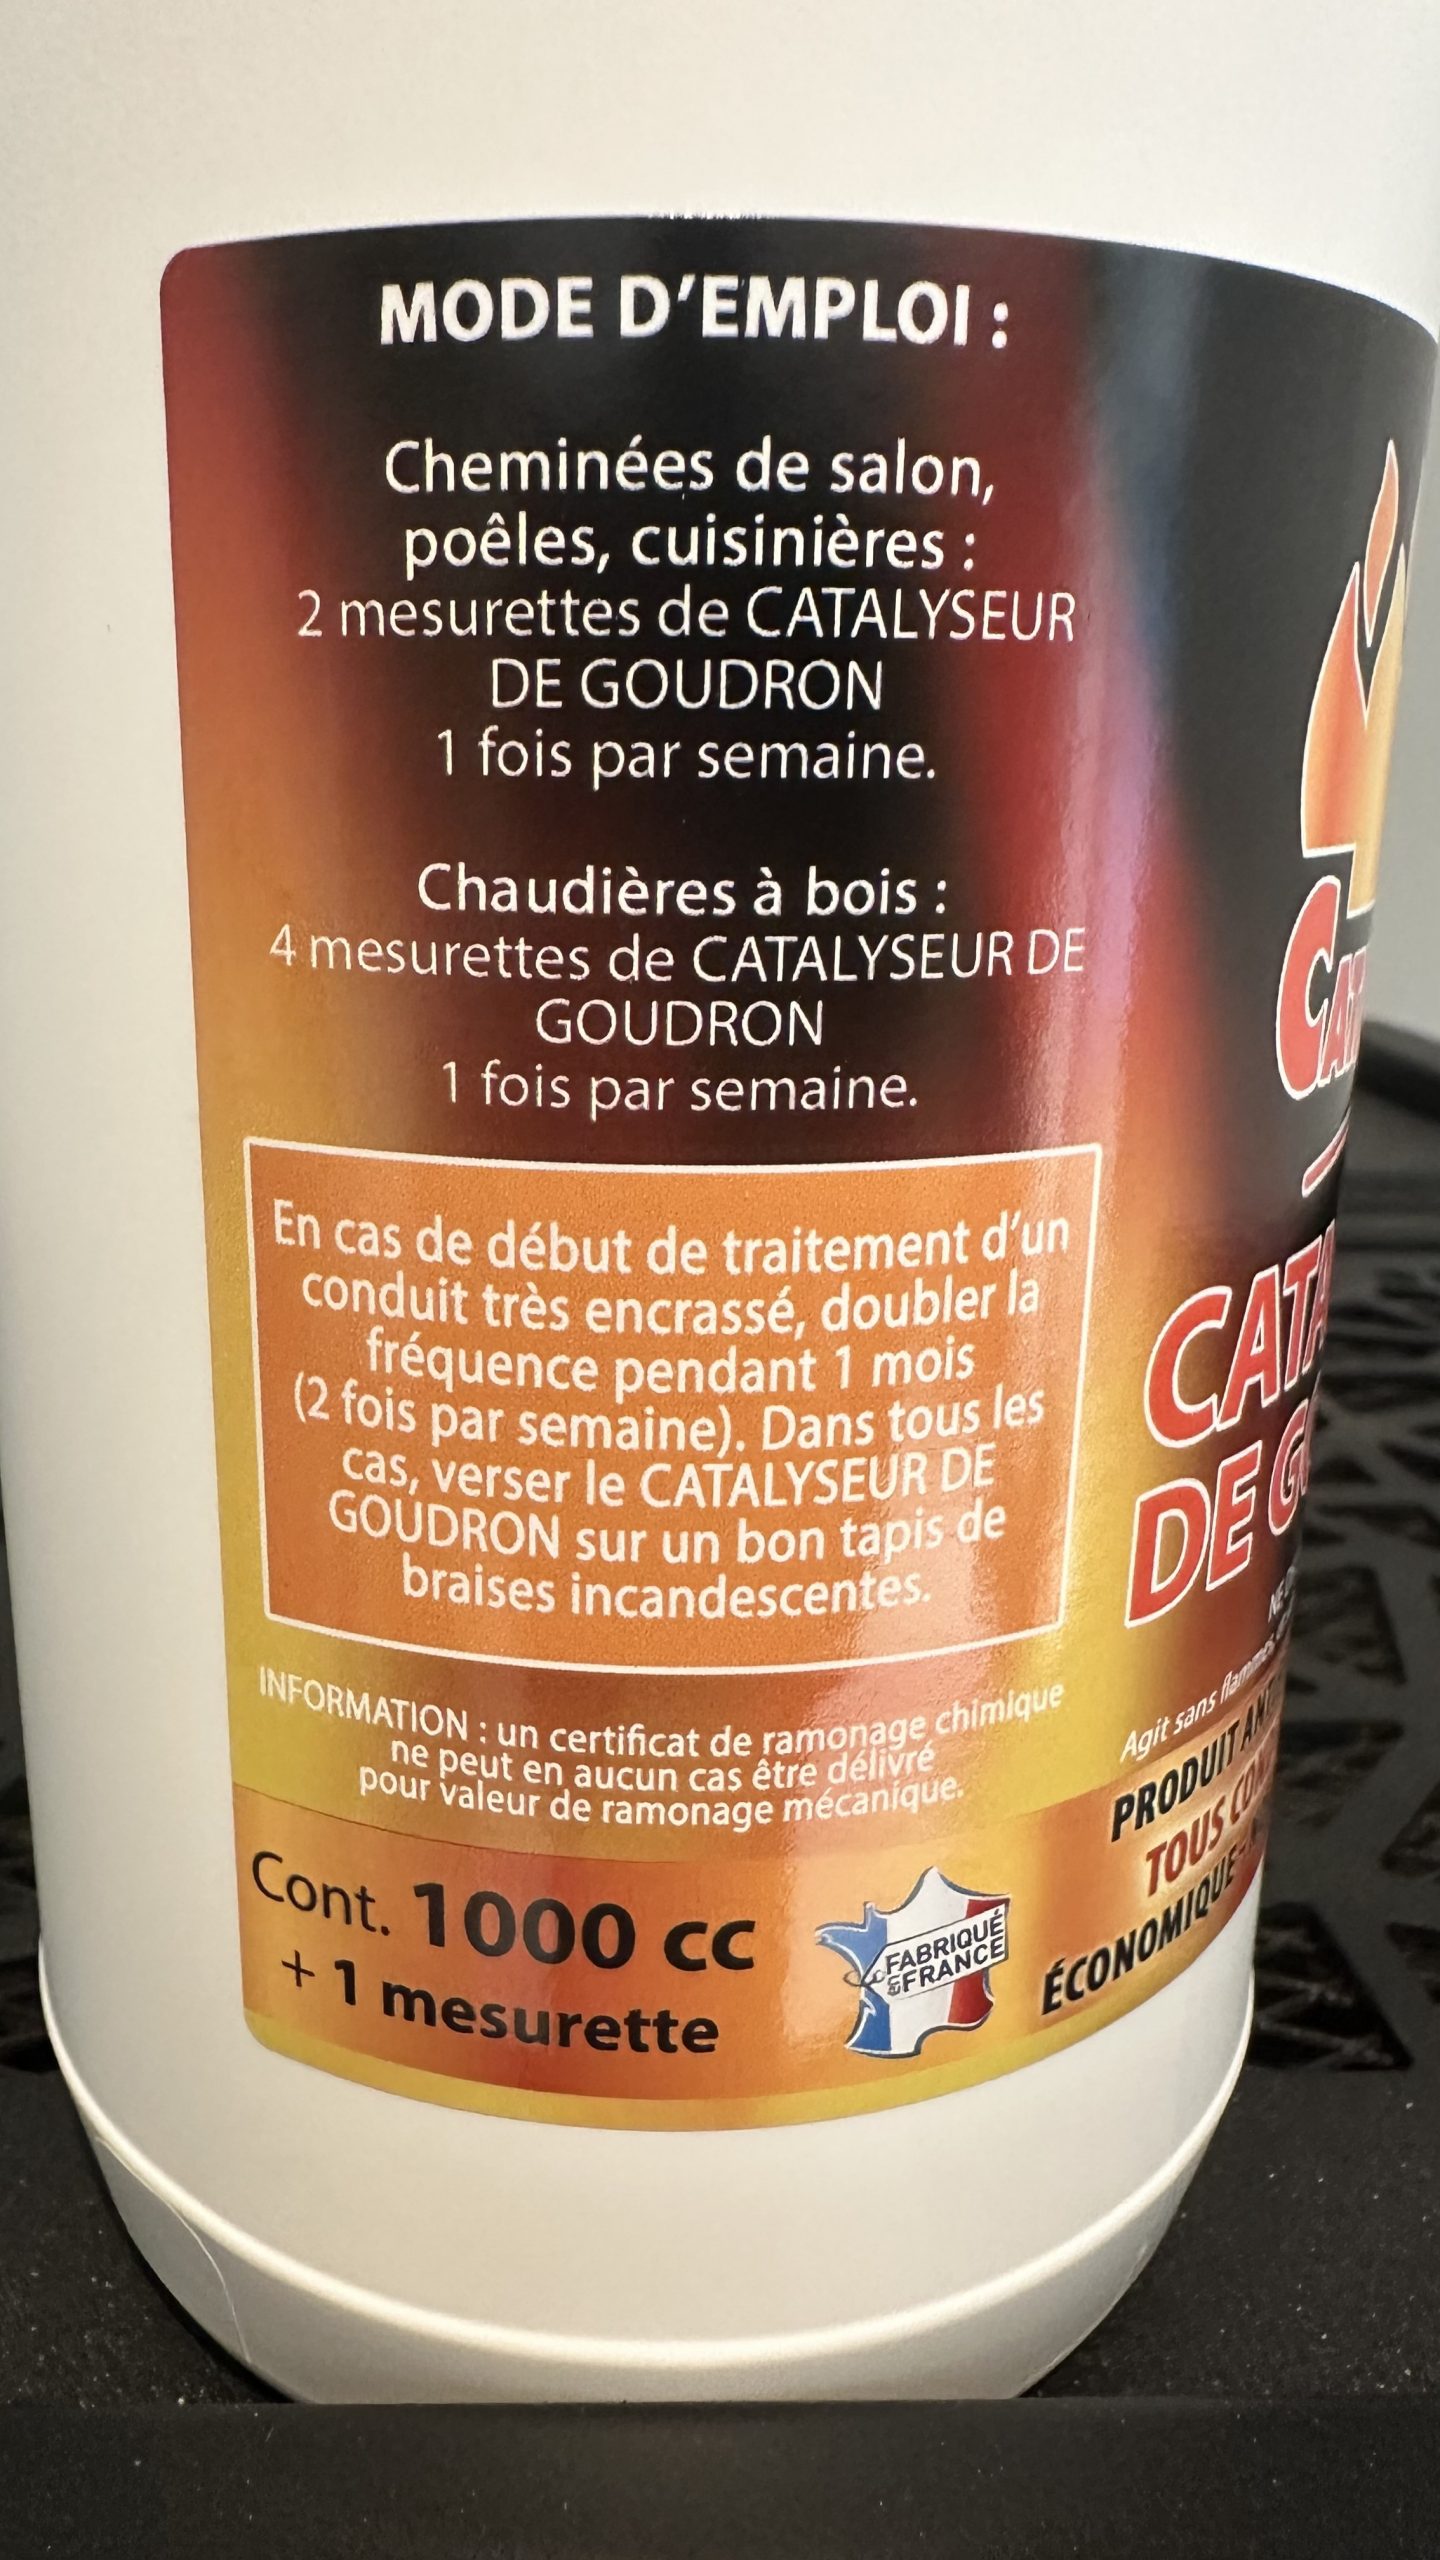 MODE D'EMPLOI :
Cheminées de salon,
poêles, cuisinières :
2 mesurettes de CATALYSEUR
DE GOUDRON
1 fois par semaine.
Chaudières à bois :
4 mesurettes de CATALYSEUR DE
GOUDRON
1 fois par semaine.
En cas de début de traitement d'un
conduit très encrassé, doubler la
fréquence pendant 1 mois
(2 fois par semaine). Dans tous les
cas, verser le CATALYSEUR DE
GOUDRON sur un bon tapis de
braises incandescentes.
INFORMATION : un certificat de ramonage chimique
ne peut en aucun cas être délivré
pour valeur de ramonage mécanique.
Cont. 1000 cc
+ 1 mesurette
FABRIQUÉ
EN FRANCE
DE
Agit sans
PRODUIT
TOUS
ÉCONOMIQUE